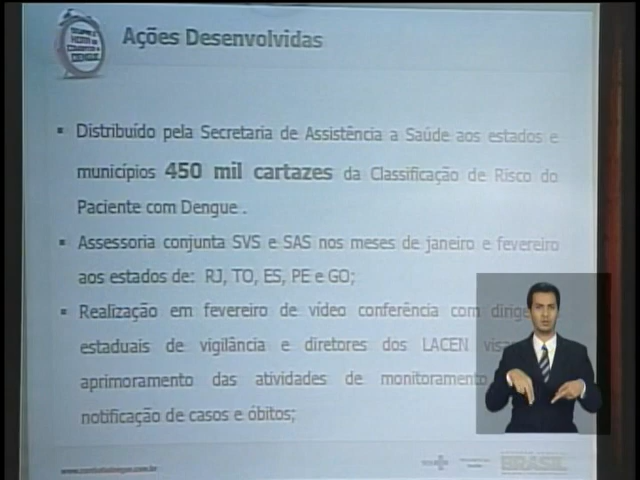 Ações Desenvolvidas
▪ Distribuído pela Secretaria de Assistência a Saúde aos estados e
municípios 450 mil cartazes da Classificação de Risco do
Paciente com Dengue .
▪ Assessoria conjunta SVS e SAS nos meses de janeiro e fevereiro
aos estados de: RJ, TO, ES, PE e GO;
▪ Realização em fevereiro de vídeo conferência com
estaduais de vigilância e diretores dos LACEN
aprimoramento das atividades de monitoramento
notificação de casos e óbitos;
BRASIL